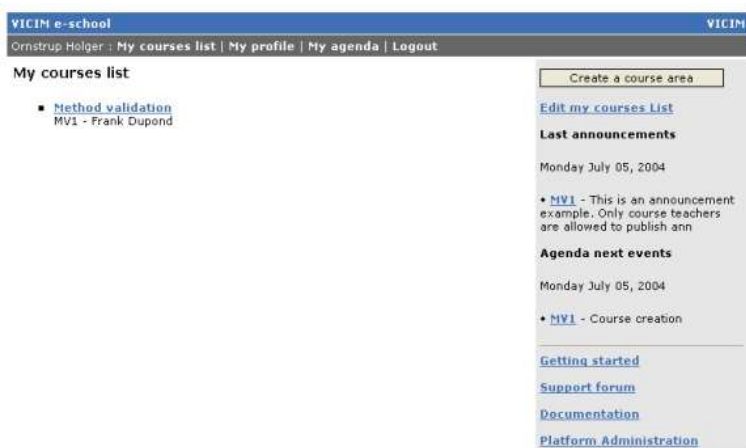 VICIM e-school VICIM
Ornstrup Holger : My courses list | My profile | My agenda | Logout
My courses list
Method validation
MV1 - Frank Dupond
Create a course area
Edit my courses List
Last announcements
Monday July 05, 2004
• MV1 - This is an announcement
example. Only course teachers
are allowed to publish ann
Agenda next events
Monday July 05, 2004
• MV1 - Course creation
Getting started
Support forum
Documentation
Platform Administration